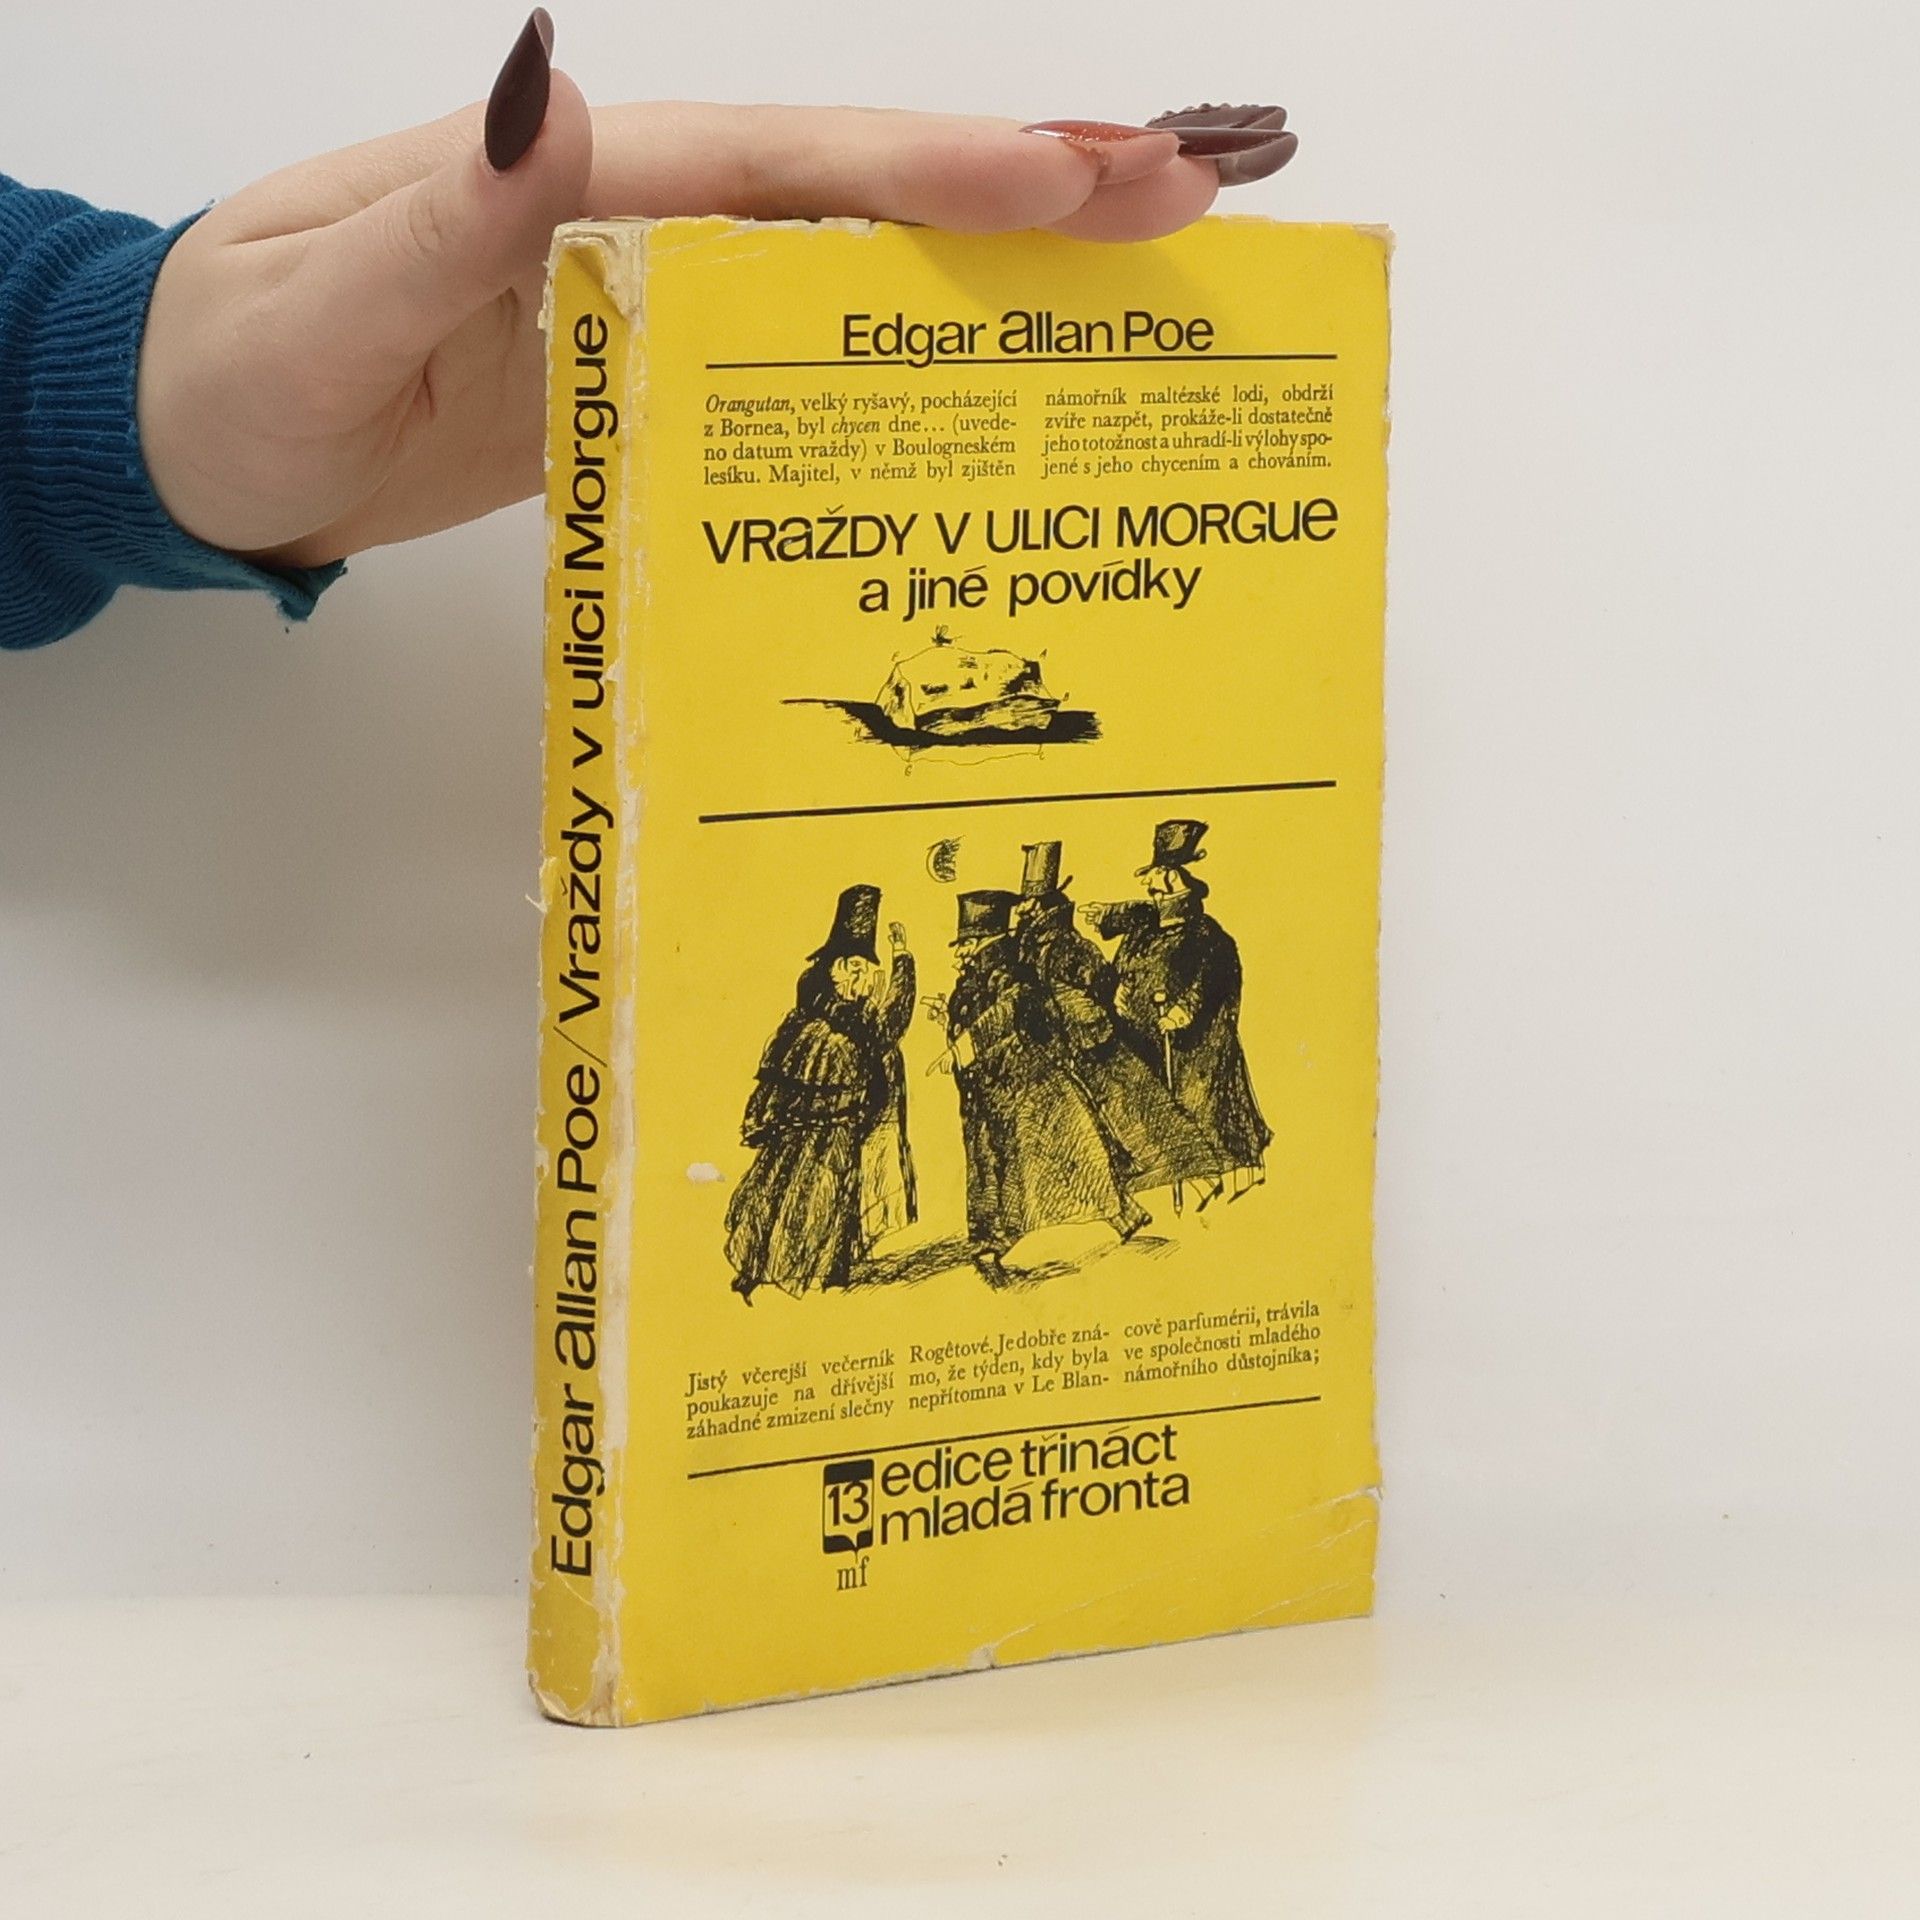 Edgar allan Poe/Vraždy v ulici Morgue
Edgar allan Poe
Orangutan, velký ryšavý, pocházející
z Bornea, byl chycen dne... (uvede-
no datum vraždy) v Boulogneském
lesíku. Majitel, v němž byl zjištěn
námořník maltézské lodi, obdrží
zvíře nazpět, prokáže-li dostatečně
jeho totožnost a uhradí-li výlohy spo-
jené s jeho chycením a chováním.
VRaŽDY V ULICI MORGUe
a jiné povídky
Jistý včerejší večerník
poukazuje na dřívější
záhadné zmizení slečny
Rogêtové. Je dobře zná-
mo, že týden, kdy byla
nepřítomna v Le Blan-
cově parfumérii, trávila
ve společnosti mladého
námořního důstojníka;
13
edice třináct
mladá fronta
mf